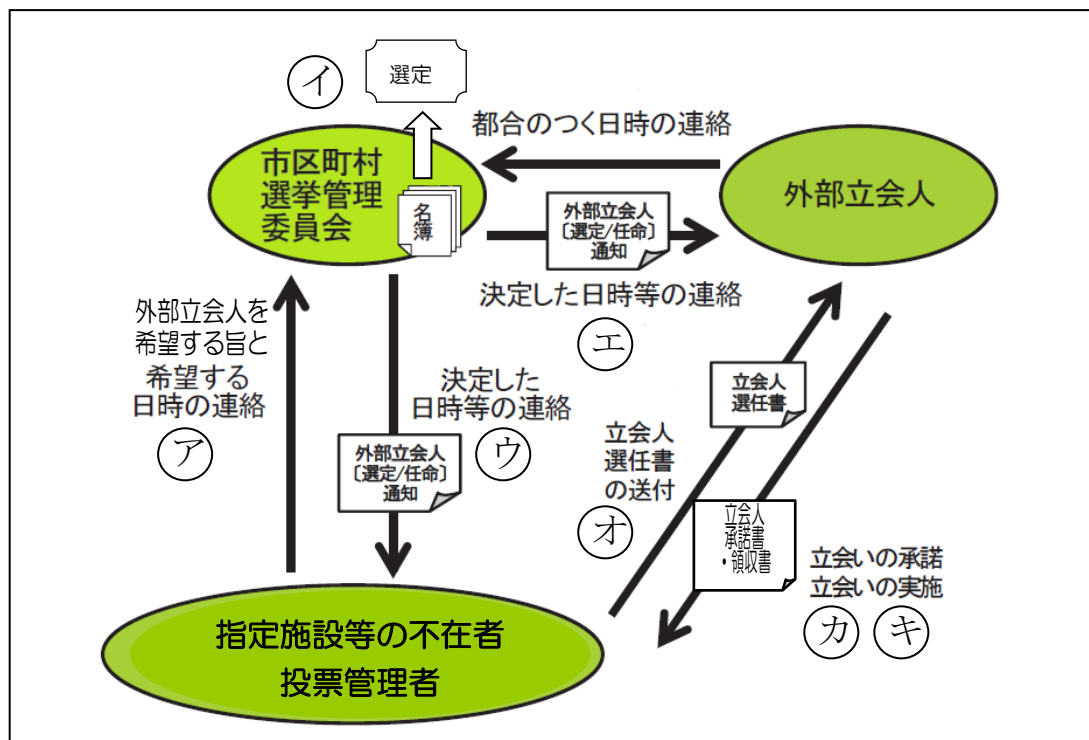 イ
選定
都合のつく日時の連絡
市区町村
選挙管理
委員会
名
簿
外部立会人
外部立会人
〔選定/任命〕
通知
決定した日時等の連絡
エ
外部立会人を
希望する旨と
希望する
日時の連絡
ア
決定した
日時等の連絡
ウ
外部立会人
〔選定/任命〕
通知
立会人
選任書
立会人
選任書
の送付
オ
立会人
承諾書
・領収書
立会いの承諾
立会いの実施
カ キ
指定施設等の不在者
投票管理者